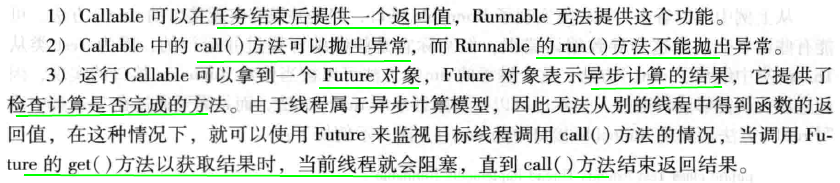 1）Callable 可以在任务结束后提供一个返回值，Runnable 无法提供这个功能。
2）Callable 中的 call()方法可以抛出异常，而 Runnable 的 run()方法不能抛出异常。
3）运行 Callable 可以拿到一个 Future 对象，Future 对象表示异步计算的结果，它提供了
检查计算是否完成的方法。由于线程属于异步计算模型，因此无法从别的线程中得到函数的返
回值，在这种情况下，就可以使用 Future 来监视目标线程调用 call()方法的情况，当调用 Fu-
ture 的 get()方法以获取结果时，当前线程就会阻塞，直到 call()方法结束返回结果。